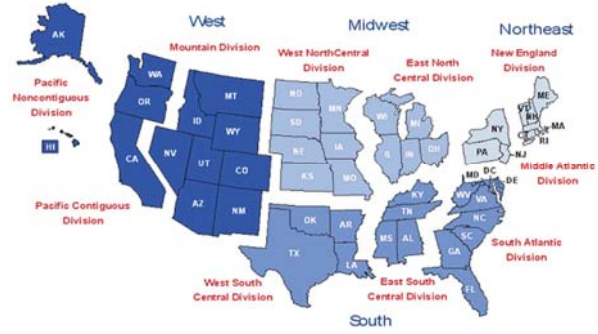 West
Midwest
Northeast
AK
Mountain Division
West NorthCentral
Division
East North
Central Division
New England
Division
Pacific
Noncontiguous
Division
WA
OR
MT
ID
WY
ND
SD
MN
WI
MI
ME
NH
NY
MA
RI
HI
CA
NV
UT
CO
NE
IA
IL
IN
OH
PA
NJ
Middle Atlantic
Division
KS
MO
MD
DC
DE
WV
VA
KY
AZ
NM
OK
AR
TN
NC
SC
Pacific Contiguous
Division
TX
LA
MS
AL
GA
FL
South Atlantic
Division
West South
Central Division
East South
Central Division
South